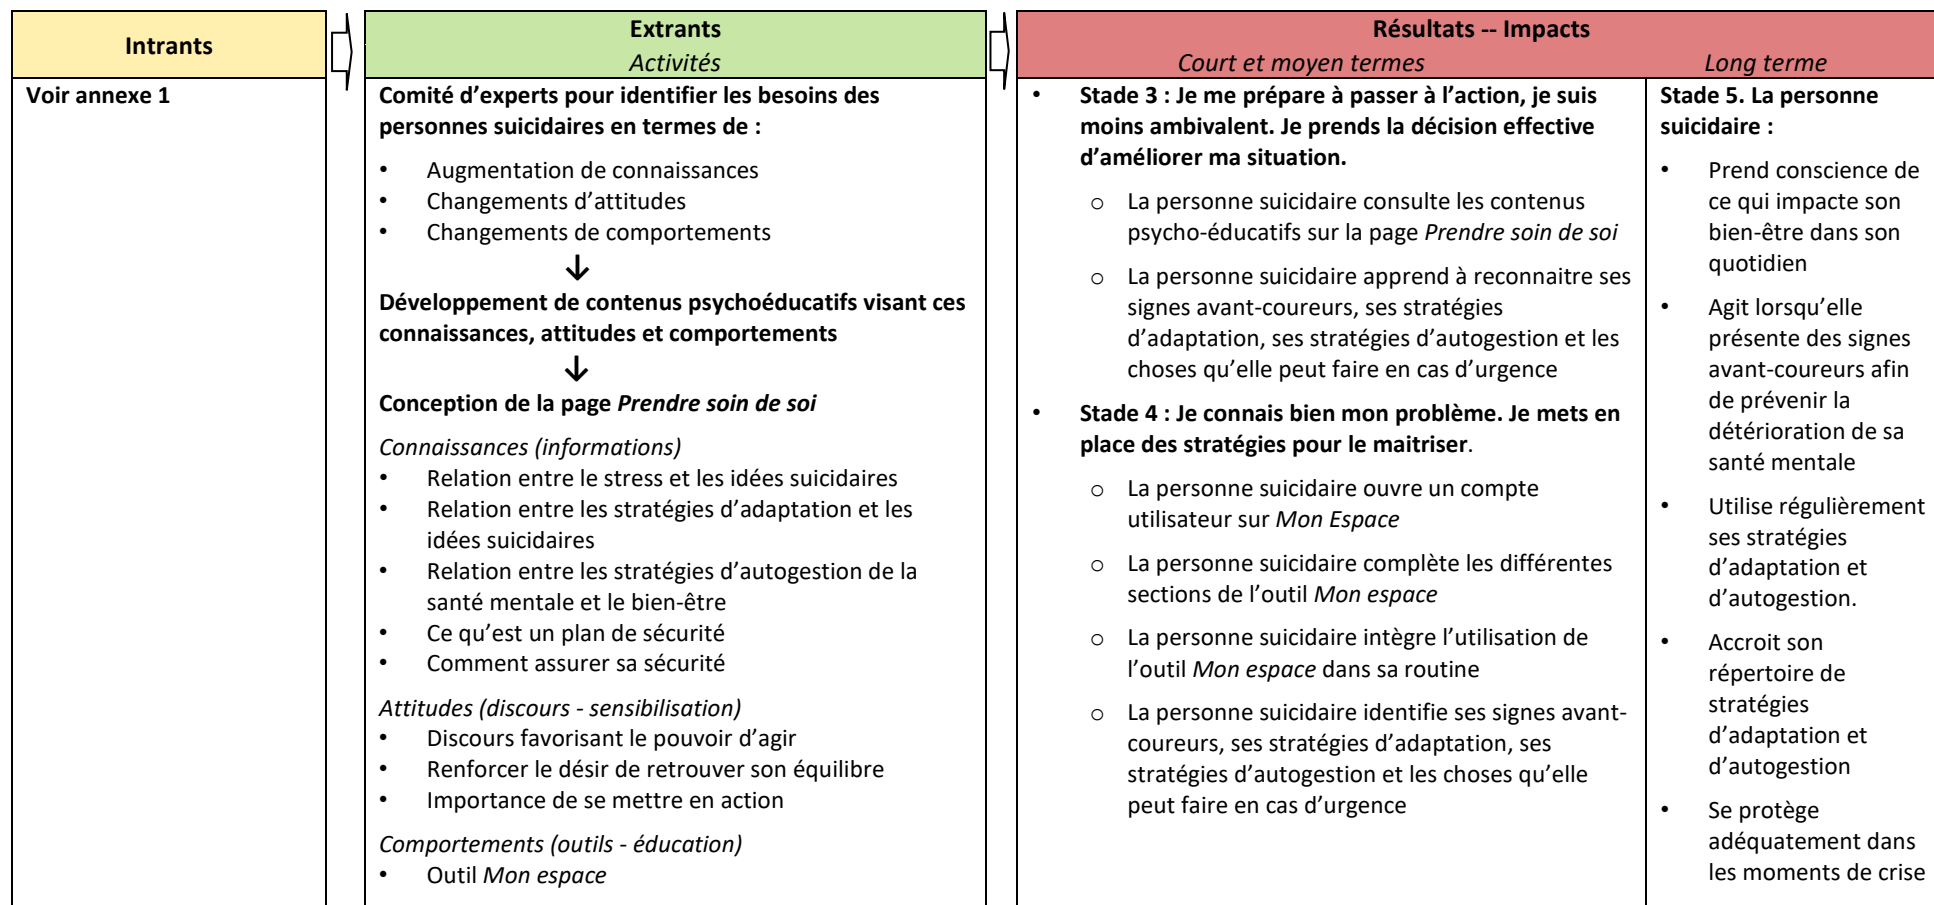 Intrants
Extrants
Activités
Résultats -- Impacts
Court et moyen termes
Long terme
Voir annexe 1
Comité d’experts pour identifier les besoins des
personnes suicidaires en termes de :
• Augmentation de connaissances
• Changements d’attitudes
• Changements de comportements
↓
Développement de contenus psychoéducatifs visant ces
connaissances, attitudes et comportements
↓
Conception de la page Prendre soin de soi
Connaissances (informations)
• Relation entre le stress et les idées suicidaires
• Relation entre les stratégies d’adaptation et les
idées suicidaires
• Relation entre les stratégies d’autogestion de la
santé mentale et le bien-être
• Ce qu’est un plan de sécurité
• Comment assurer sa sécurité
Attitudes (discours - sensibilisation)
• Discours favorisant le pouvoir d’agir
• Renforcer le désir de retrouver son équilibre
• Importance de se mettre en action
Comportements (outils - éducation)
• Outil Mon espace
• Stade 3 : Je me prépare à passer à l’action, je suis
moins ambivalent. Je prends la décision effective
d’améliorer ma situation.
o La personne suicidaire consulte les contenus
psycho-éducatifs sur la page Prendre soin de soi
o La personne suicidaire apprend à reconnaitre ses
signes avant-coureurs, ses stratégies
d’adaptation, ses stratégies d’autogestion et les
choses qu’elle peut faire en cas d’urgence
• Stade 4 : Je connais bien mon problème. Je mets en
place des stratégies pour le maitriser.
o La personne suicidaire ouvre un compte
utilisateur sur Mon Espace
o La personne suicidaire complète les différentes
sections de l’outil Mon espace
o La personne suicidaire intègre l’utilisation de
l’outil Mon espace dans sa routine
o La personne suicidaire identifie ses signes avant-
coureurs, ses stratégies d’adaptation, ses
stratégies d’autogestion et les choses qu’elle
peut faire en cas d’urgence
Stade 5. La personne
suicidaire :
• Prend conscience de
ce qui impacte son
bien-être dans son
quotidien
• Agit lorsqu’elle
présente des signes
avant-coureurs afin
de prévenir la
détérioration de sa
santé mentale
• Utilise régulièrement
ses stratégies
d’adaptation et
d’autogestion.
• Accroit son
répertoire de
stratégies
d’adaptation et
d’autogestion
• Se protège
adéquatement dans
les moments de crise